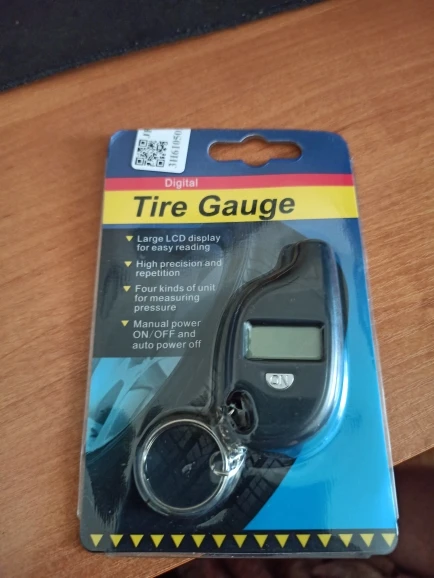 Digital
Tire Gauge
Large LCD display
for easy reading
High precision and
repetition
Four kinds of unit
for measuring
pressure
Manual power
ON/OFF and
auto power off
ON